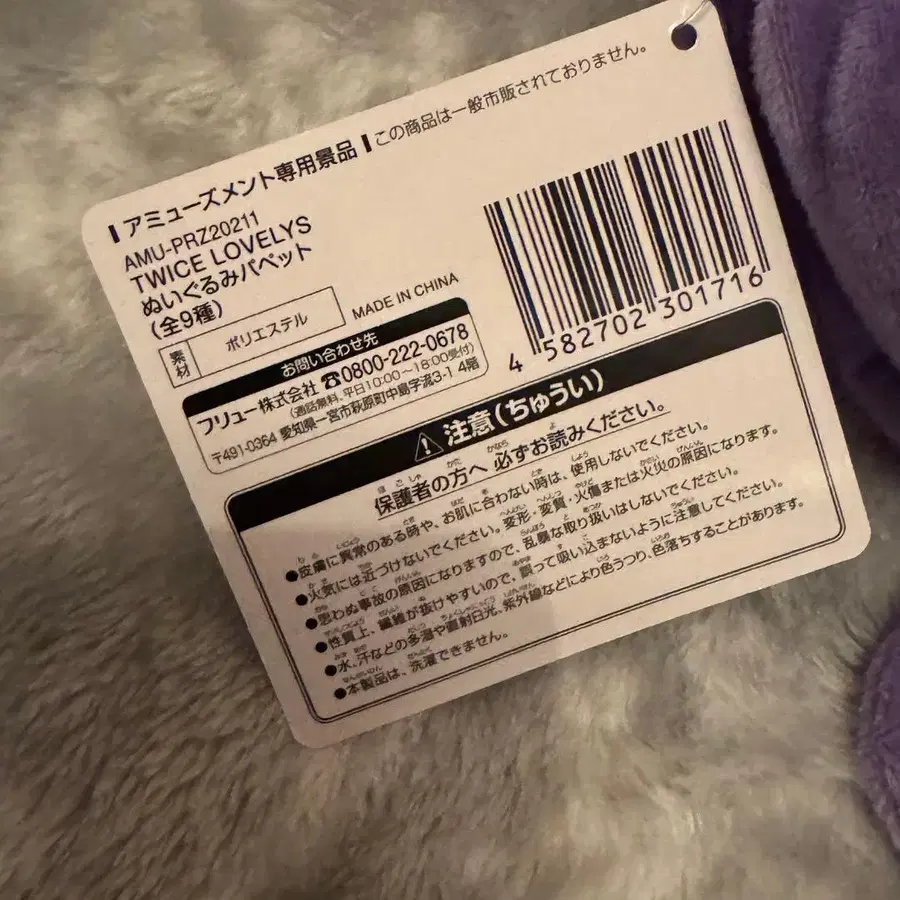 アミューズメント専用景品 この商品は一般市販されておりません。
AMU-PRZ20211
TWICE LOVELYS
ぬいぐるみパペット
(全9種)
素材 ポリエステル
MADE IN CHINA
お問い合わせ先
フリュー株式会社 ☎0800-222-0678
(通話無料、平日10:00~18:00受付)
〒491-0364 愛知県一宮市萩原町中島字流3-1 4階
4 582702 301716
⚠注意(ちゅうい)
保護者の方へ 必ずお読みください。
●皮膚に異常のある時や、お肌に合わない時は、使用しないでください。
●火気には近づけないでください。変形・変質・火傷または火災の原因になります。
●思わぬ事故の原因になりますので、乱暴な取り扱いはしないでください。
●性質上、繊維が抜けやすいので、誤って吸い込まないように注意してください。
●水、汗などの多湿や直射日光、紫外線などにより色うつり、色落ちすることがあります。
●本製品は、洗濯できません。